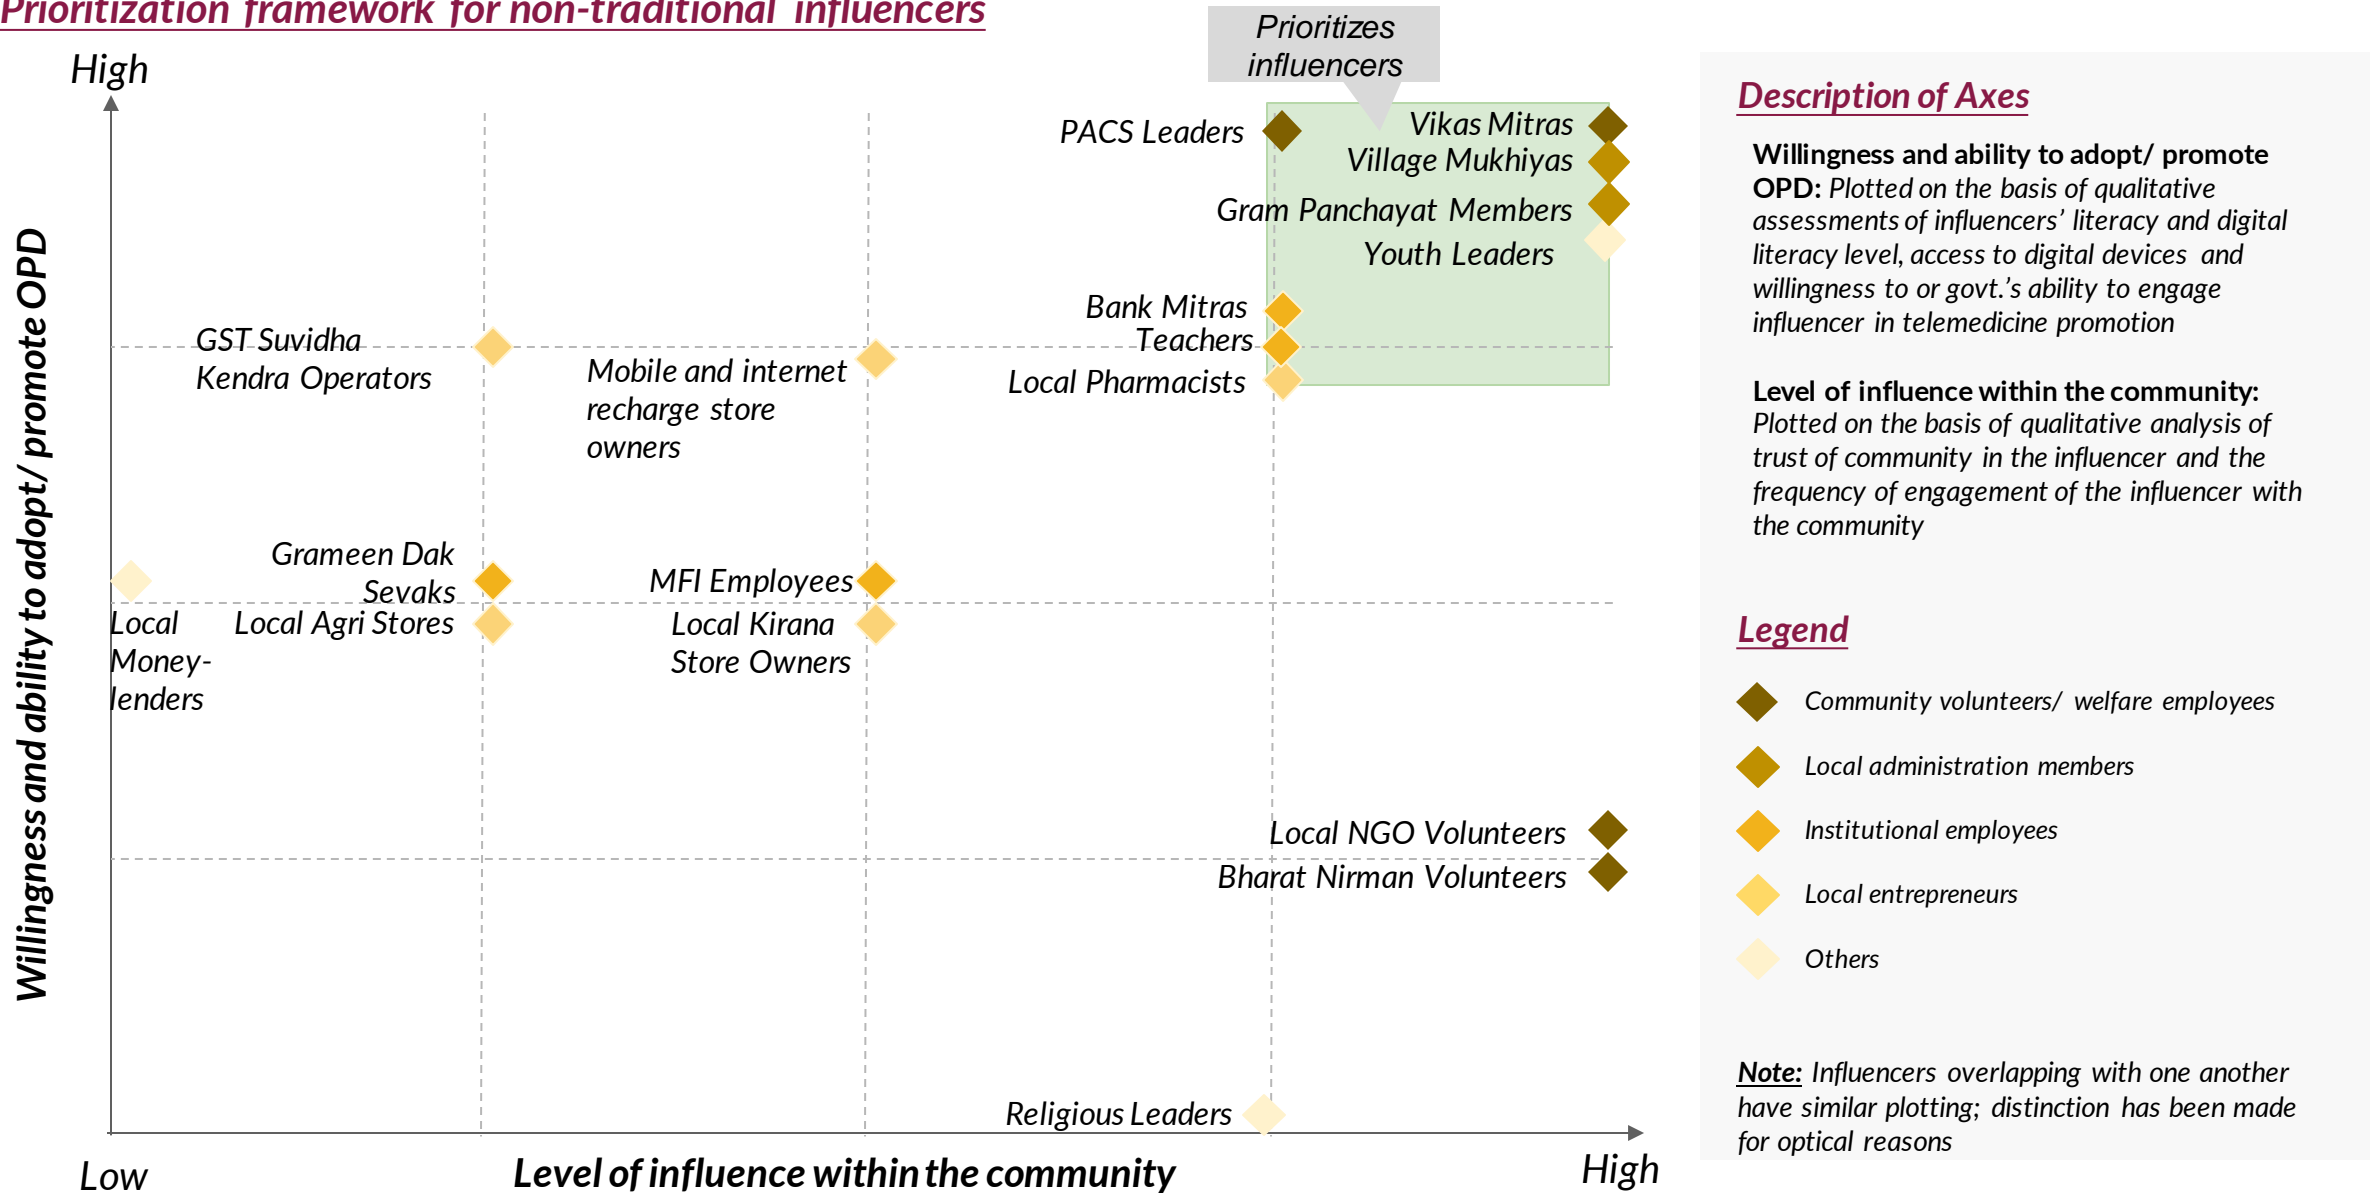 Prioritization framework for non-traditional influencers
Prioritizes
influencers
High
Willingness and ability to adopt/ promote OPD
PACS Leaders
Vikas Mitras
Village Mukhiyas
Gram Panchayat Members
Youth Leaders
Bank Mitras
Teachers
Local Pharmacists
GST Suvidha
Kendra Operators
Mobile and internet
recharge store
owners
Grameen Dak
Sevaks
Local Agri Stores
MFI Employees
Local Kirana
Store Owners
Local
Money-
lenders
Local NGO Volunteers
Bharat Nirman Volunteers
Religious Leaders
Low
Level of influence within the community
High
Description of Axes
Willingness and ability to adopt/ promote
OPD: Plotted on the basis of qualitative
assessments of influencers’ literacy and digital
literacy level, access to digital devices and
willingness to or govt.’s ability to engage
influencer in telemedicine promotion
Level of influence within the community:
Plotted on the basis of qualitative analysis of
trust of community in the influencer and the
frequency of engagement of the influencer with
the community
Legend
Community volunteers/ welfare employees
Local administration members
Institutional employees
Local entrepreneurs
Others
Note: Influencers overlapping with one another
have similar plotting; distinction has been made
for optical reasons